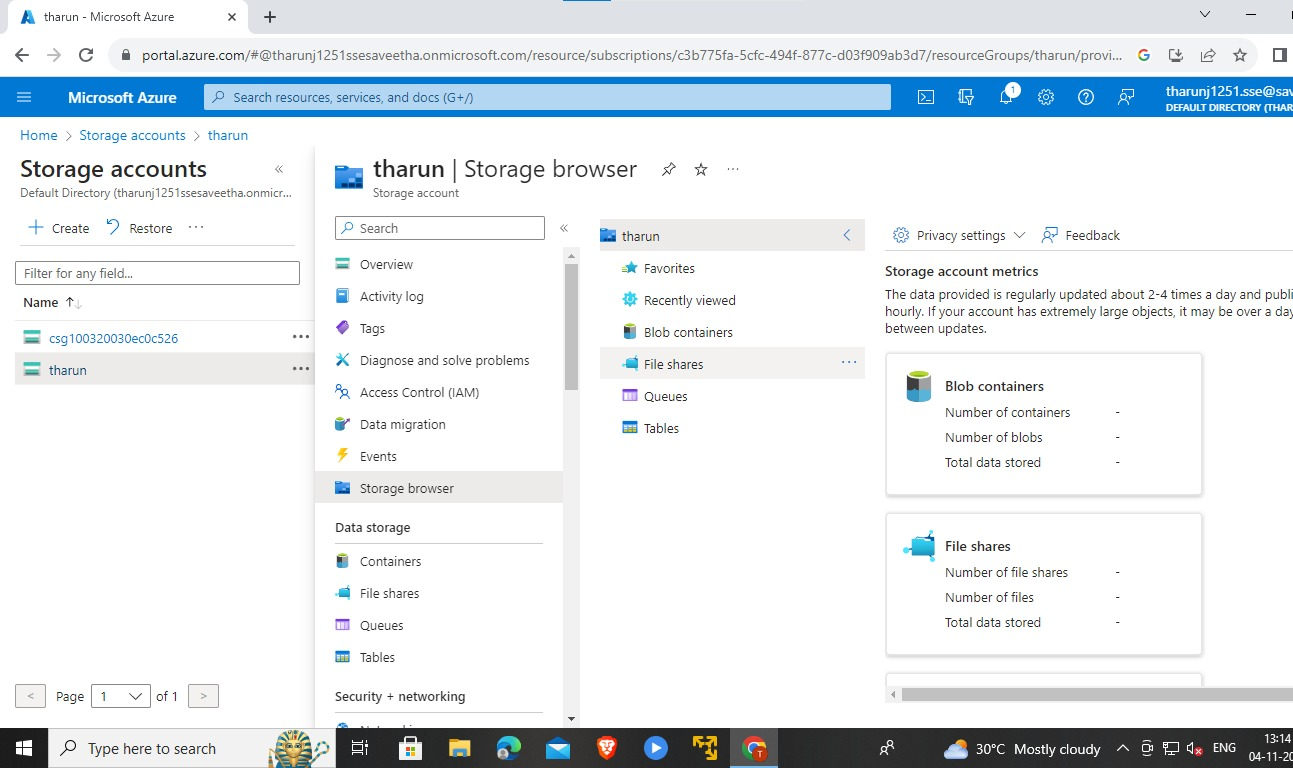 tharun - Microsoft Azure
portal.azure.com/#@tharunj1251ssesaveetha.onmicrosoft.com/resource/subscriptions/c3b775fa-5cfc-494f-877c-d03f909ab3d7/resourceGroups/tharun/provi...
Microsoft Azure
Search resources, services, and docs (G+/)
1
tharunj1251.sse@sav
DEFAULT DIRECTORY (THAR
Home > Storage accounts > tharun
Storage accounts
Default Directory (tharunj1251ssesaveetha.onmicr...
Create
Restore
Filter for any field...
Name
csg100320030ec0c526
tharun
< Page 1 of 1 >
tharun | Storage browser
Storage account
Search
Overview
Activity log
Tags
Diagnose and solve problems
Access Control (IAM)
Data migration
Events
Storage browser
Data storage
Containers
File shares
Queues
Tables
Security + networking
tharun
Favorites
Recently viewed
Blob containers
File shares
Queues
Tables
Privacy settings
Feedback
Storage account metrics
The data provided is regularly updated about 2-4 times a day and publi
hourly. If your account has extremely large objects, it may be over a day
between updates.
Blob containers
Number of containers -
Number of blobs -
Total data stored -
File shares
Number of file shares -
Number of files -
Total data stored -
Type here to search
T
30°C Mostly cloudy
ENG
13:14
04-11-20